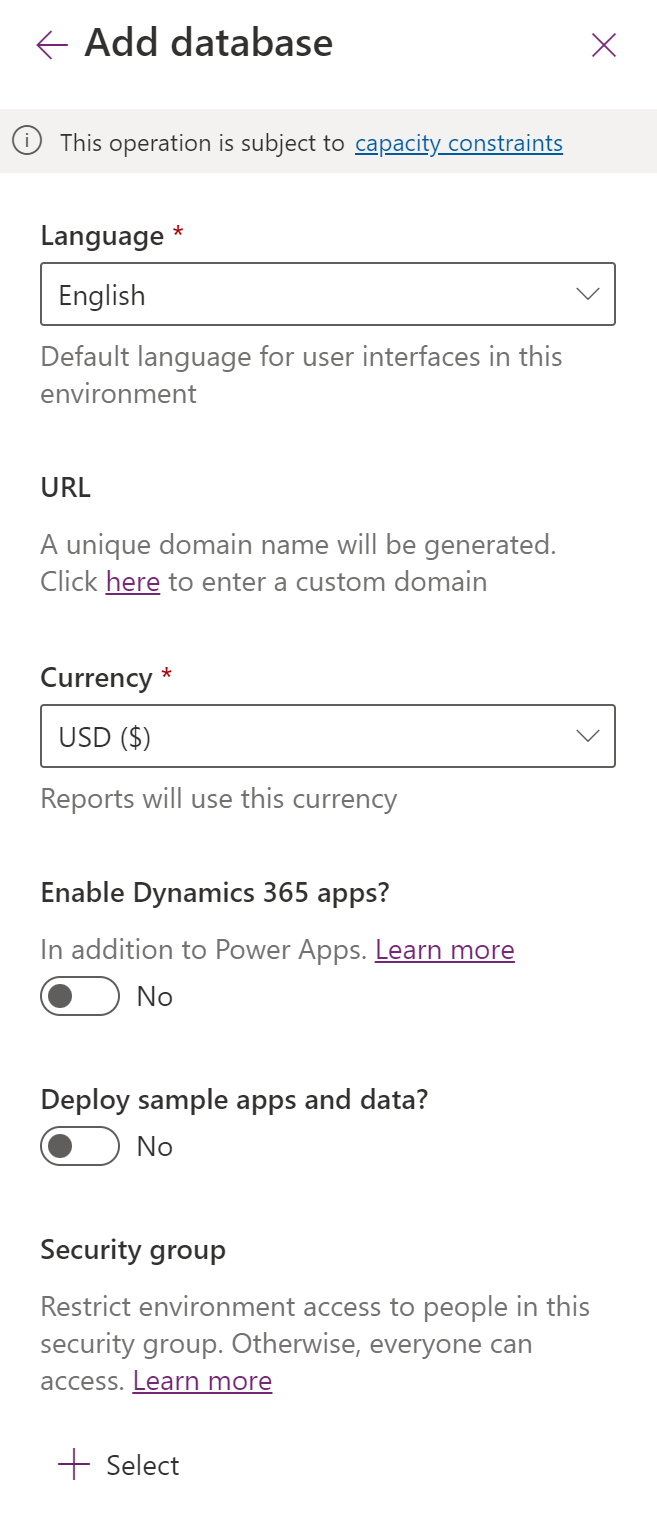 Add database
This operation is subject to capacity constraints
Language *
English
Default language for user interfaces in this
environment
URL
A unique domain name will be generated.
Click here to enter a custom domain
Currency *
USD ($)
Reports will use this currency
Enable Dynamics 365 apps?
In addition to Power Apps. Learn more
No
Deploy sample apps and data?
No
Security group
Restrict environment access to people in this
security group. Otherwise, everyone can
access. Learn more
Select